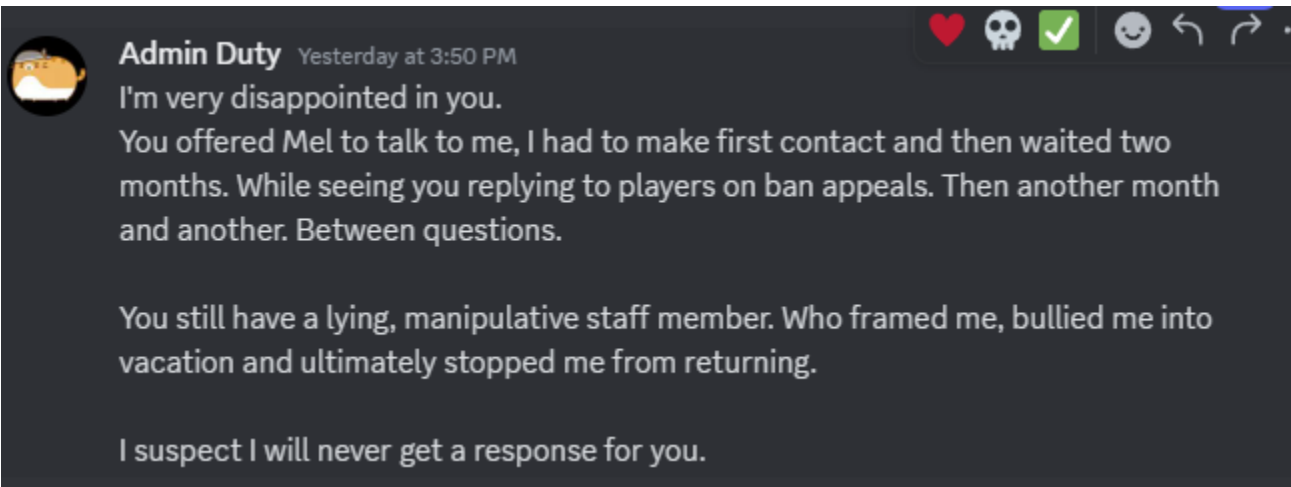 Admin Duty Yesterday at 3:50 PM
I'm very disappointed in you.
You offered Mel to talk to me, I had to make first contact and then waited two
months. While seeing you replying to players on ban appeals. Then another month
and another. Between questions.
You still have a lying, manipulative staff member. Who framed me, bullied me into
vacation and ultimately stopped me from returning.
I suspect I will never get a response for you.